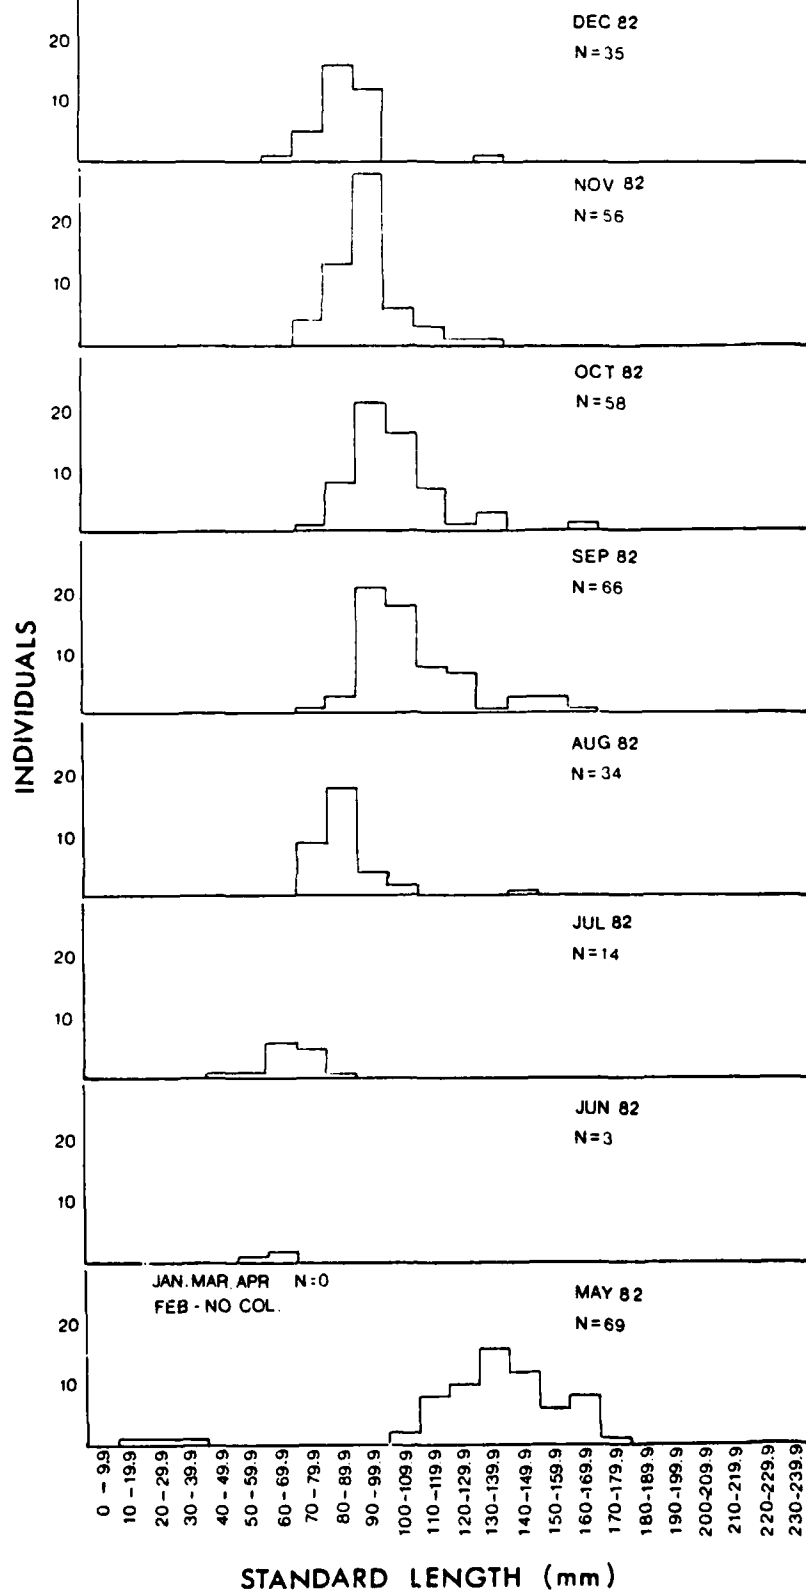 DEC 82
20
N=35
10
NOV 82
N=56
20
10
OCT 82
N=58
20
10
SEP 82
N=66
20
10
INDIVIDUALS
AUG 82
N=34
20
10
JUL 82
N=14
20
10
JUN 82
N=3
20
10
JAN. MAR. APR N=0
FEB - NO COL.
MAY 82
N=69
20
10
0 - 9.9
10 - 19.9
20 - 29.9
30 - 39.9
40 - 49.9
50 - 59.9
60 - 69.9
70 - 79.9
80 - 89.9
90 - 99.9
100 - 109.9
110 - 119.9
120 - 129.9
130 - 139.9
140 - 149.9
150 - 159.9
160 - 169.9
170 - 179.9
180 - 189.9
190 - 199.9
200 - 209.9
210 - 219.9
220 - 229.9
230 - 239.9
STANDARD LENGTH (mm)